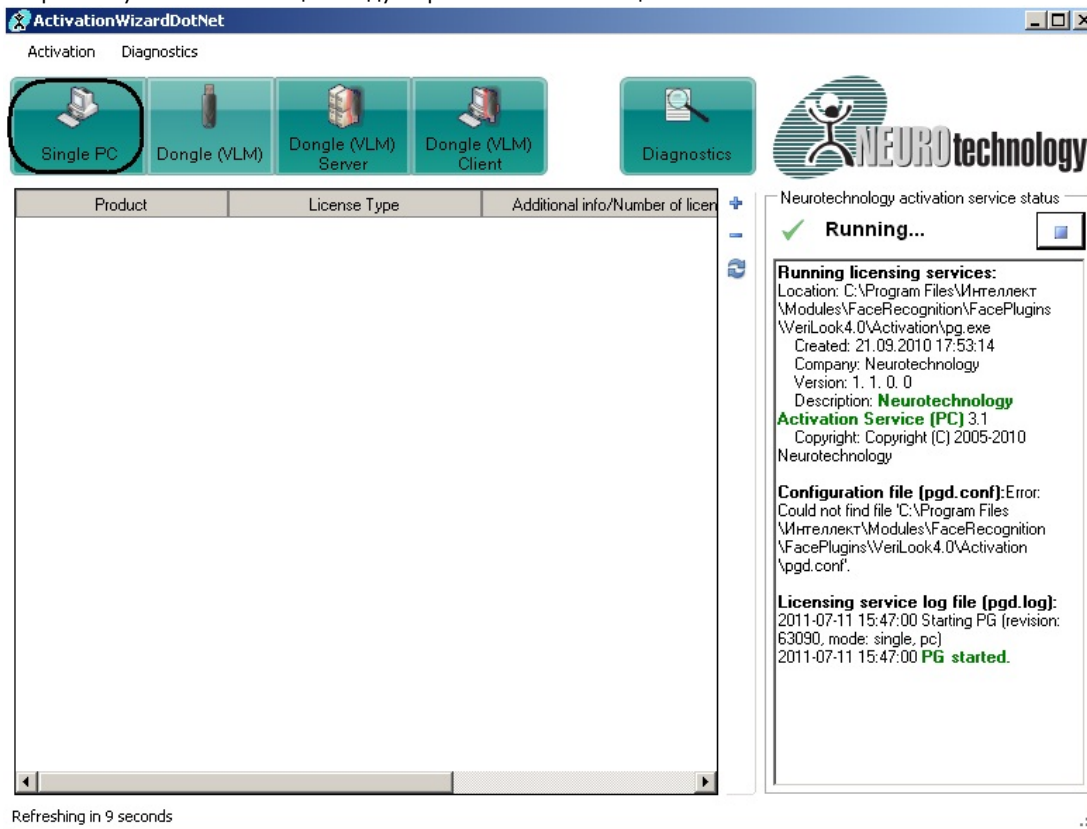 ActivationWizardDotNet
Activation Diagnostics
Single PC
Dongle (VLM)
Dongle (VLM)
Server
Dongle (VLM)
Client
Diagnostics
NEUROtechnology
Product License Type Additional info/Number of licen
Neurotechnology activation service status
Running...
Running licensing services:
Location: C:\Program Files\Интеллект
\Modules\FaceRecognition\FacePlugins
\VeriLook4.0\Activation\pg.exe
Created: 21.09.2010 17:53:14
Company: Neurotechnology
Version: 1. 1. 0. 0
Description: Neurotechnology
Activation Service (PC) 3.1
Copyright: Copyright (C) 2005-2010
Neurotechnology
Configuration file (pgd.conf):Error:
Could not find file 'C:\Program Files
\Интеллект\Modules\FaceRecognition
\FacePlugins\VeriLook4.0\Activation
\pgd.conf'.
Licensing service log file (pgd.log):
2011-07-11 15:47:00 Starting PG (revision:
63090, mode: single, pc)
2011-07-11 15:47:00 PG started.
Refreshing in 9 seconds